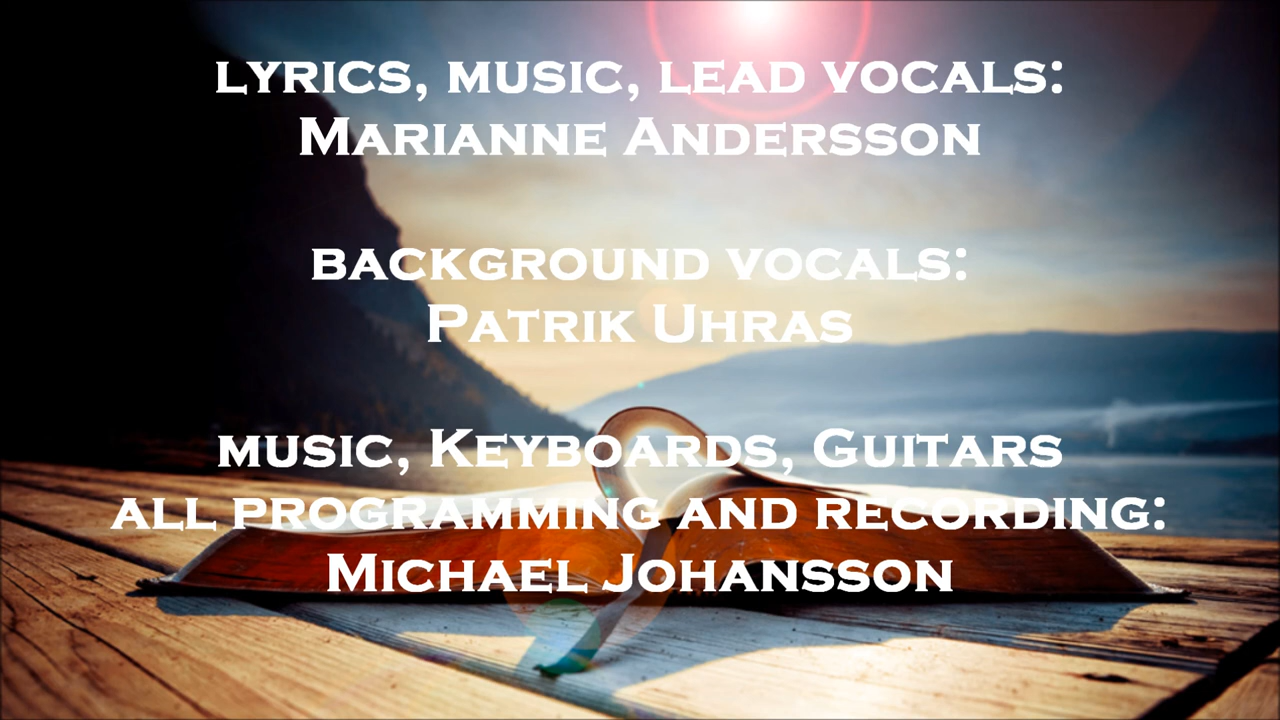 LYRICS, MUSIC, LEAD VOCALS:
MARIANNE ANDERSSON
BACKGROUND VOCALS:
PATRIK UHRAS
MUSIC, KEYBOARDS, GUITARS
ALL PROGRAMMING AND RECORDING:
MICHAEL JOHANSSON